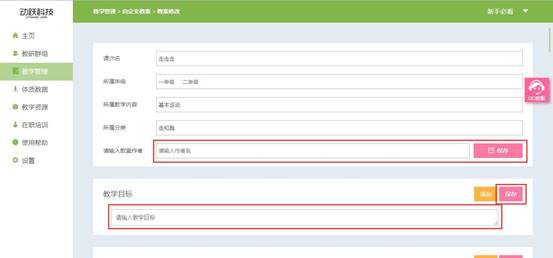 动跃科技
教学管理 > 自定义教案 > 教案修改
新手必看
主页
教研群组
教学管理
体质数据
教学资源
在职培训
使用帮助
设置
课次名
走走走
所属年级
一年级 二年级
所属教学内容
基本运动
所属分类
走和跑
请输入教案作者
请输入作者名
保存
QQ客服
教学目标
添加
保存
请输入教学目标